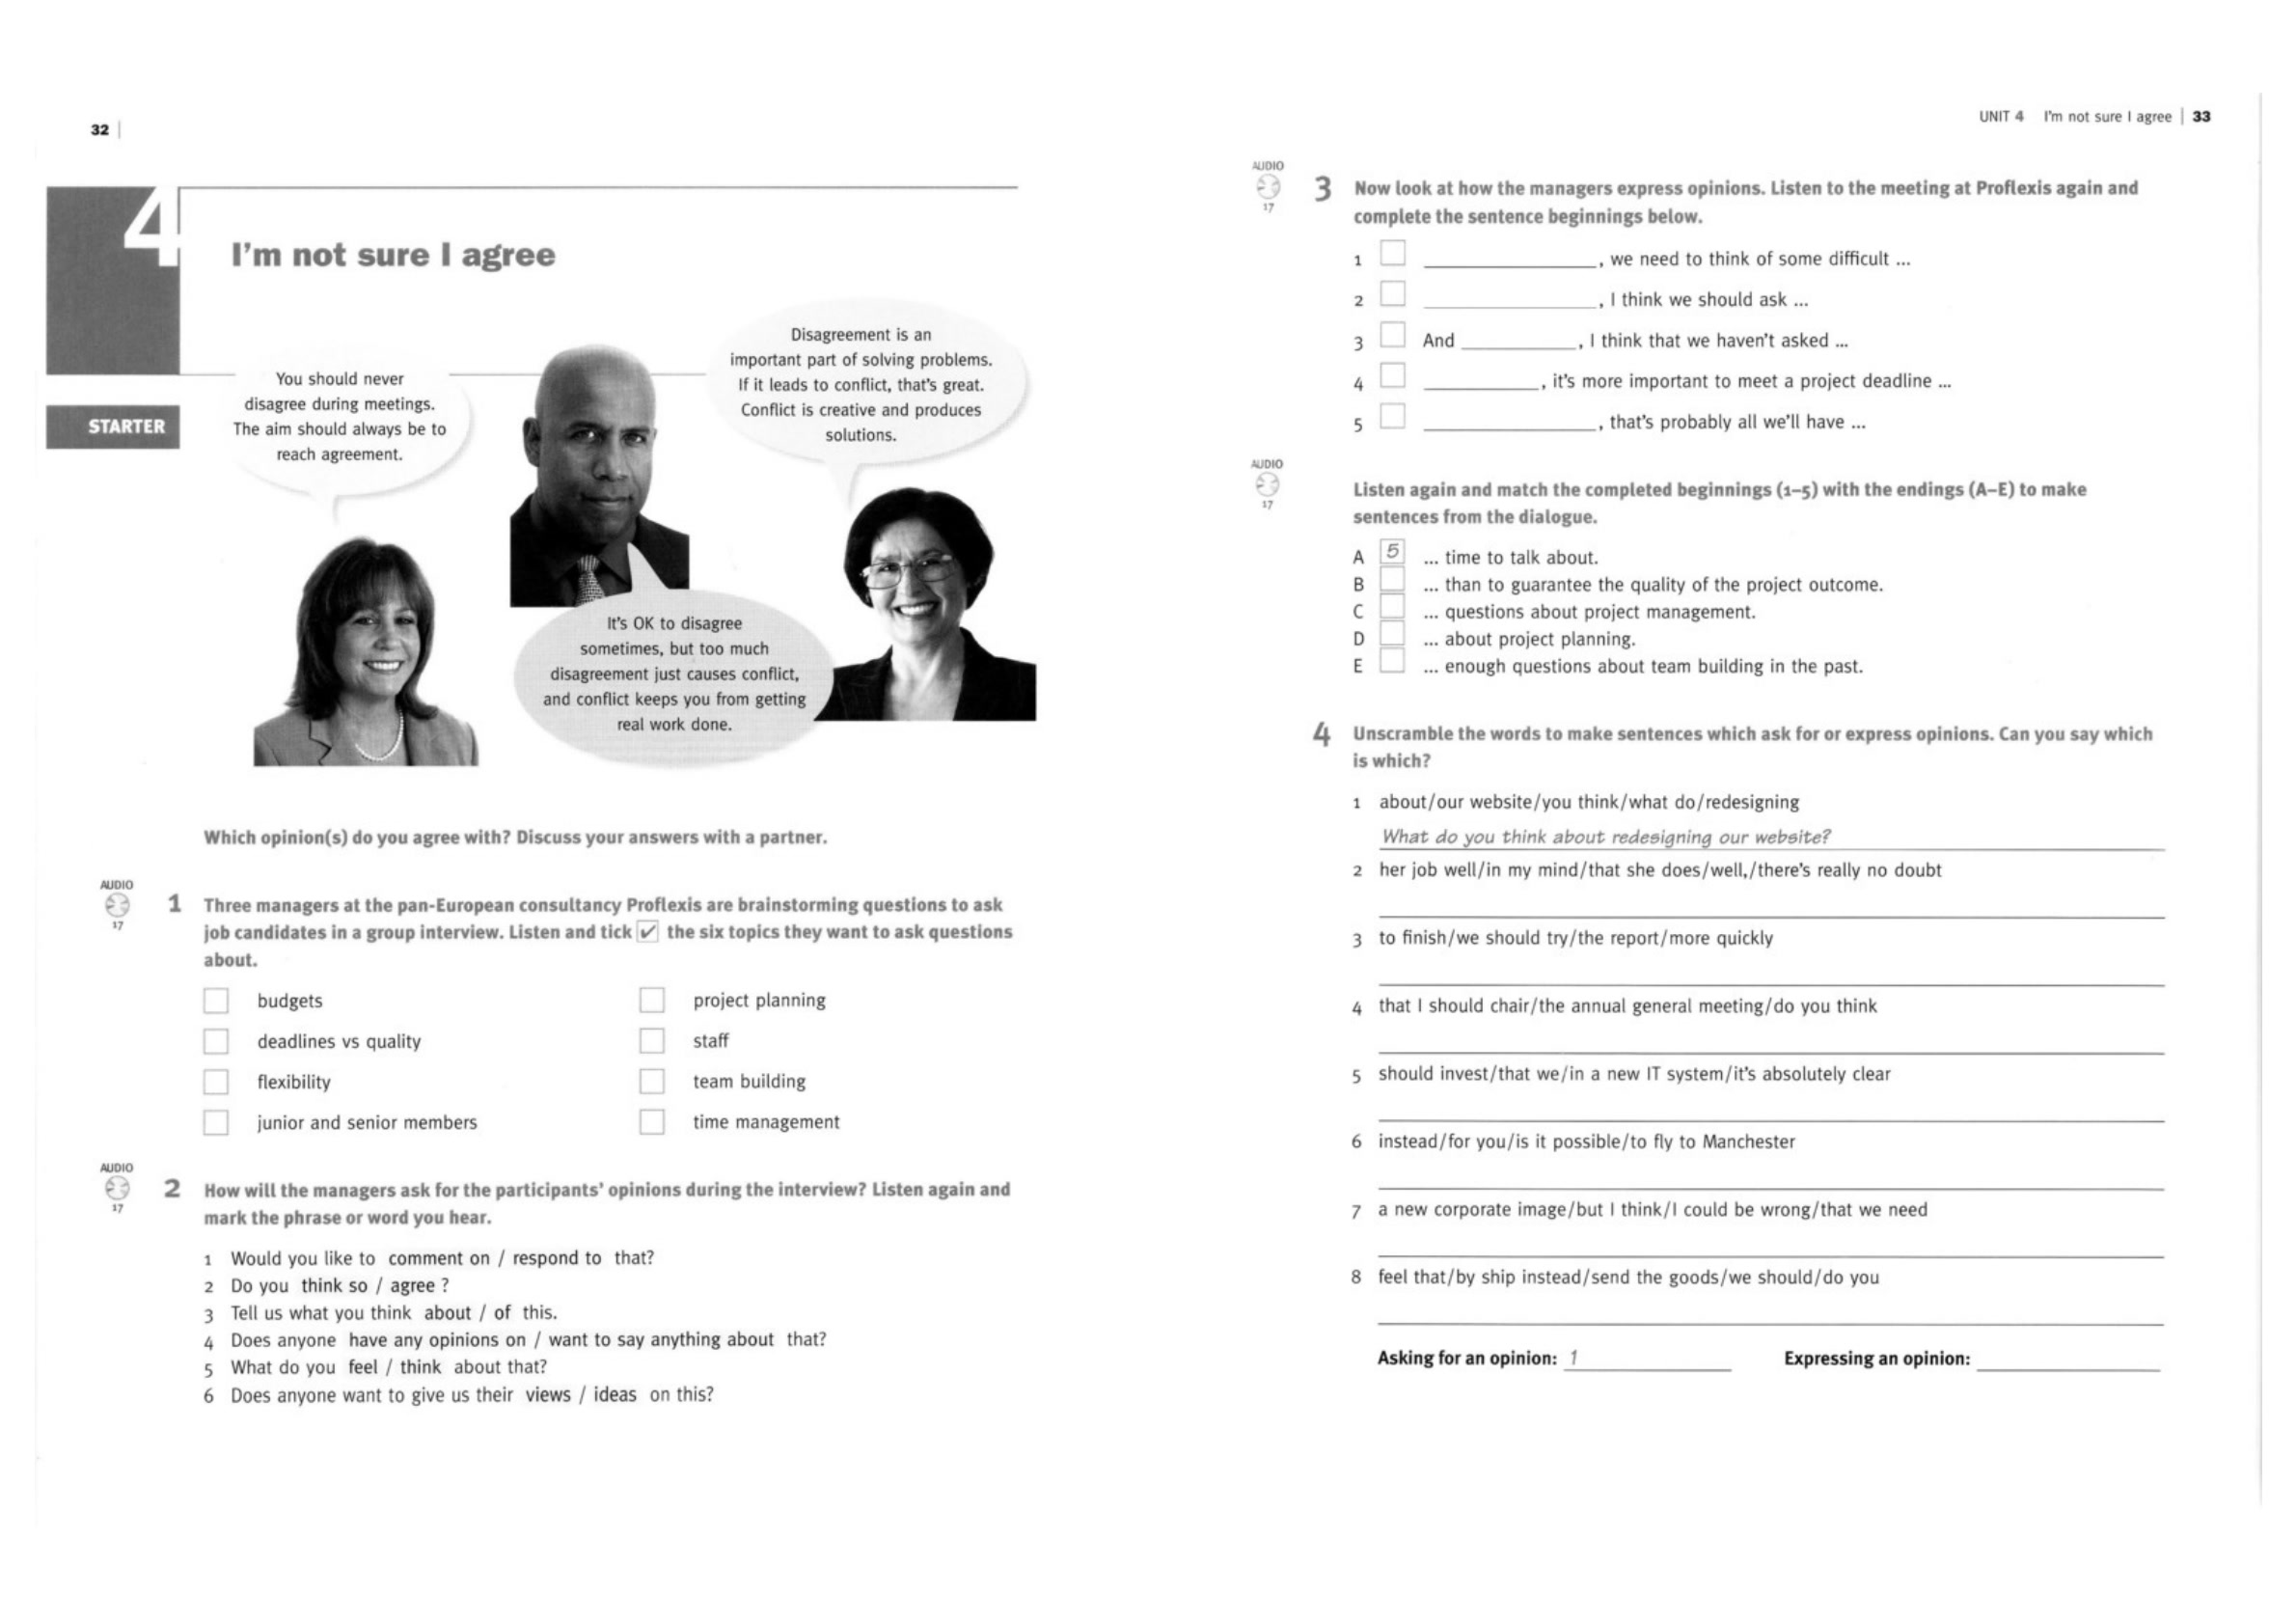 32
4
I'm not sure I agree
STARTER
You should never
disagree during meetings.
The aim should always be to
reach agreement.
Disagreement is an
important part of solving problems.
If it leads to conflict, that's great.
Conflict is creative and produces
solutions.
It's OK to disagree
sometimes, but too much
disagreement just causes conflict,
and conflict keeps you from getting
real work done.
Which opinion(s) do you agree with? Discuss your answers with a partner.
AUDIO
17
1 Three managers at the pan-European consultancy Proflexis are brainstorming questions to ask
job candidates in a group interview. Listen and tick ✓ the six topics they want to ask questions
about.
budgets
deadlines vs quality
flexibility
junior and senior members
project planning
staff
team building
time management
AUDIO
17
2 How will the managers ask for the participants' opinions during the interview? Listen again and
mark the phrase or word you hear.
1 Would you like to comment on / respond to that?
2 Do you think so / agree ?
3 Tell us what you think about / of this.
4 Does anyone have any opinions on / want to say anything about that?
5 What do you feel / think about that?
6 Does anyone want to give us their views / ideas on this?
UNIT 4 I'm not sure I agree | 33
AUDIO
17
3 Now look at how the managers express opinions. Listen to the meeting at Proflexis again and
complete the sentence beginnings below.
1 , we need to think of some difficult ...
2 , I think we should ask ...
3 And , I think that we haven't asked ...
4 , it's more important to meet a project deadline ...
5 , that's probably all we'll have ...
AUDIO
17
Listen again and match the completed beginnings (1–5) with the endings (A–E) to make
sentences from the dialogue.
A 5 ... time to talk about.
B ... than to guarantee the quality of the project outcome.
C ... questions about project management.
D ... about project planning.
E ... enough questions about team building in the past.
4 Unscramble the words to make sentences which ask for or express opinions. Can you say which
is which?
1 about/our website/you think/what do/redesigning
What do you think about redesigning our website?
2 her job well/in my mind/that she does/well,/there's really no doubt
3 to finish/we should try/the report/more quickly
4 that I should chair/the annual general meeting/do you think
5 should invest/that we/in a new IT system/it's absolutely clear
6 instead/for you/is it possible/to fly to Manchester
7 a new corporate image/but I think/I could be wrong/that we need
8 feel that/by ship instead/send the goods/we should/do you
Asking for an opinion: 1 Expressing an opinion: